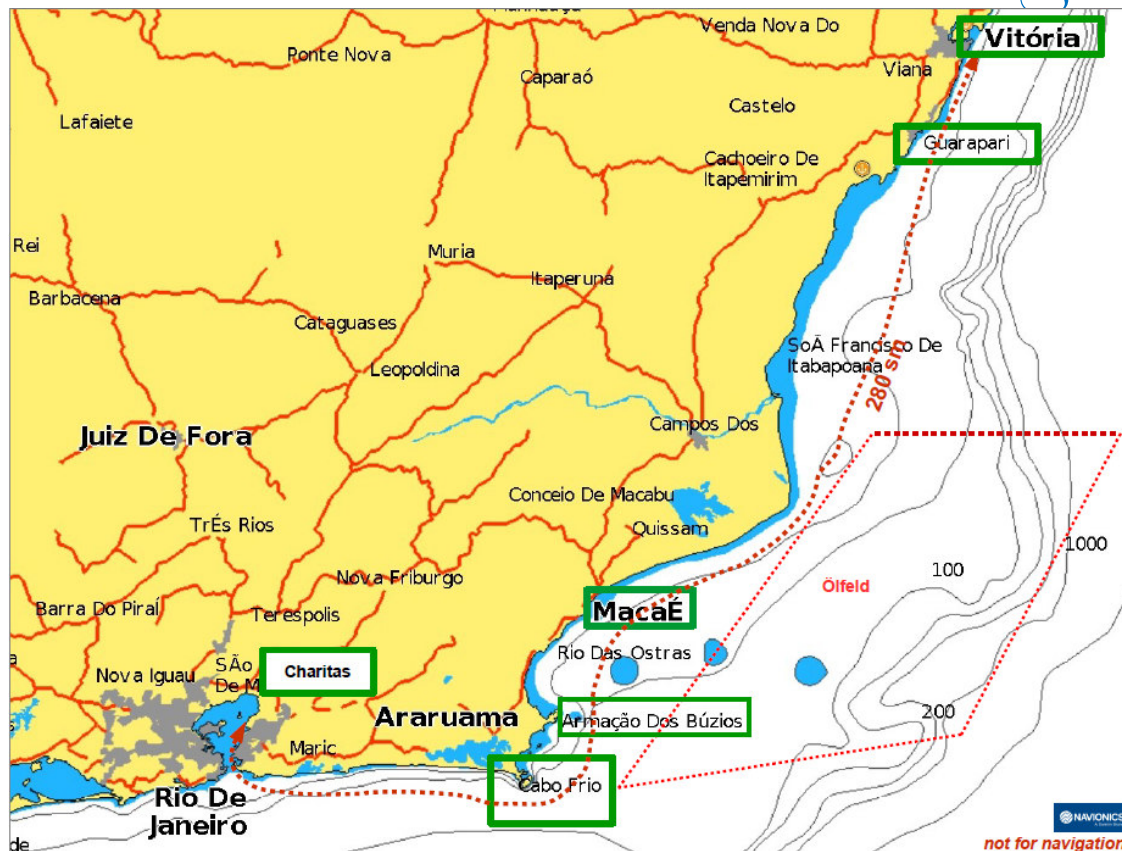 Vitória
Venda Nova Do
Ponte Nova
Viana
Caparaó
Castelo
Lafaiete
Guarapari
Cachoeiro De
Itapemirim
Rei
Muria
Itaperuna
Barbacena
Cataguases
SoÃ Francisco De
Itabapoana
Leopoldina
280 sm
Juiz De Fora
Campos Dos
Conceio De Macabu
Quissam
TrÉs Rios
1000
100
Nova Friburgo
Ölfeld
Barra Do Piraí
Terespolis
MacaÉ
Rio Das Ostras
SÃo
De M
Charitas
Nova Iguau
Araruama
Armação Dos Búzios
200
Maric
Cabo Frio
Rio De
Janeiro
NAVIONICS
de
not for navigation